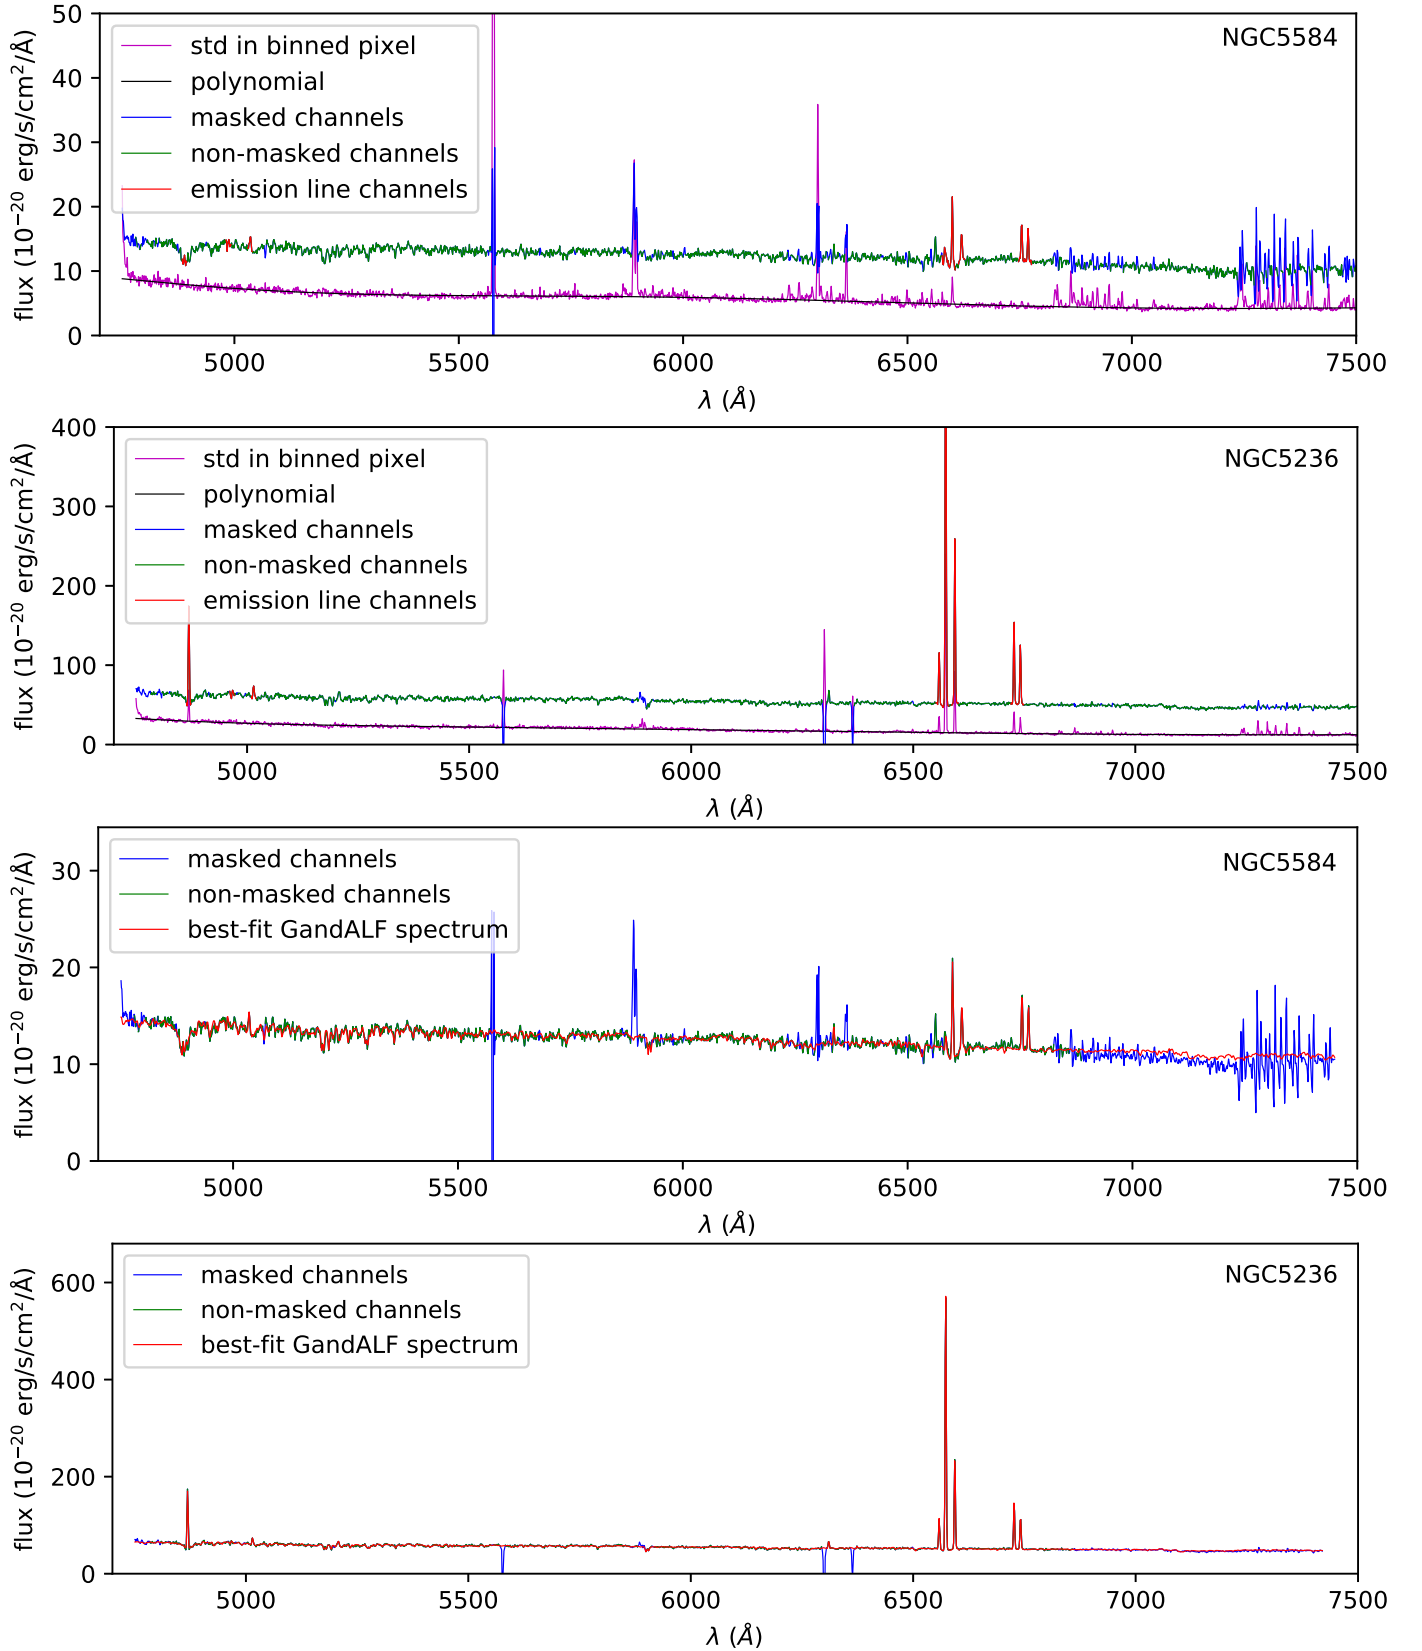 50
40
30
20
10
0
flux (10⁻²⁰ erg/s/cm²/Å)
std in binned pixel
polynomial
masked channels
non-masked channels
emission line channels
NGC5584
5000 5500 6000 6500 7000 7500
λ (Å)
400
300
200
100
0
flux (10⁻²⁰ erg/s/cm²/Å)
std in binned pixel
polynomial
masked channels
non-masked channels
emission line channels
NGC5236
5000 5500 6000 6500 7000 7500
λ (Å)
30
20
10
0
flux (10⁻²⁰ erg/s/cm²/Å)
masked channels
non-masked channels
best-fit GandALF spectrum
NGC5584
5000 5500 6000 6500 7000 7500
λ (Å)
600
400
200
0
flux (10⁻²⁰ erg/s/cm²/Å)
masked channels
non-masked channels
best-fit GandALF spectrum
NGC5236
5000 5500 6000 6500 7000 7500
λ (Å)